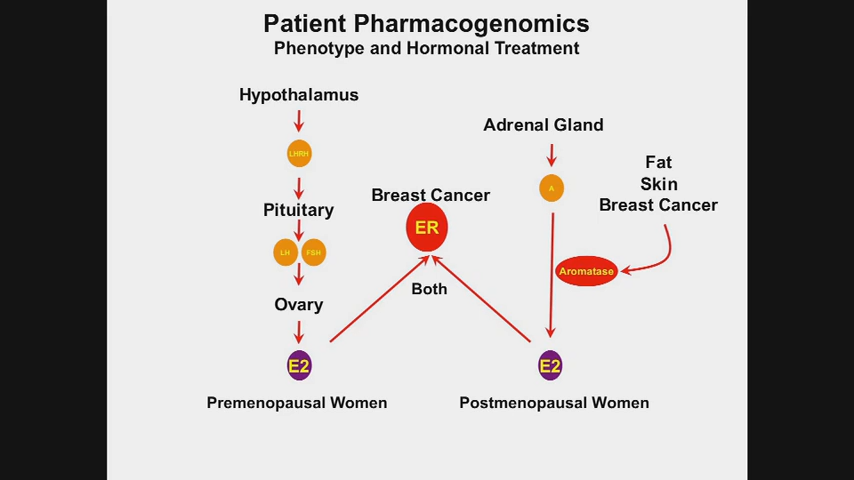 Patient Pharmacogenomics
Phenotype and Hormonal Treatment
Hypothalamus
LHRH
Pituitary
LH FSH
Ovary
E2
Premenopausal Women
Breast Cancer
ER
Both
Adrenal Gland
A
Fat
Skin
Breast Cancer
Aromatase
E2
Postmenopausal Women